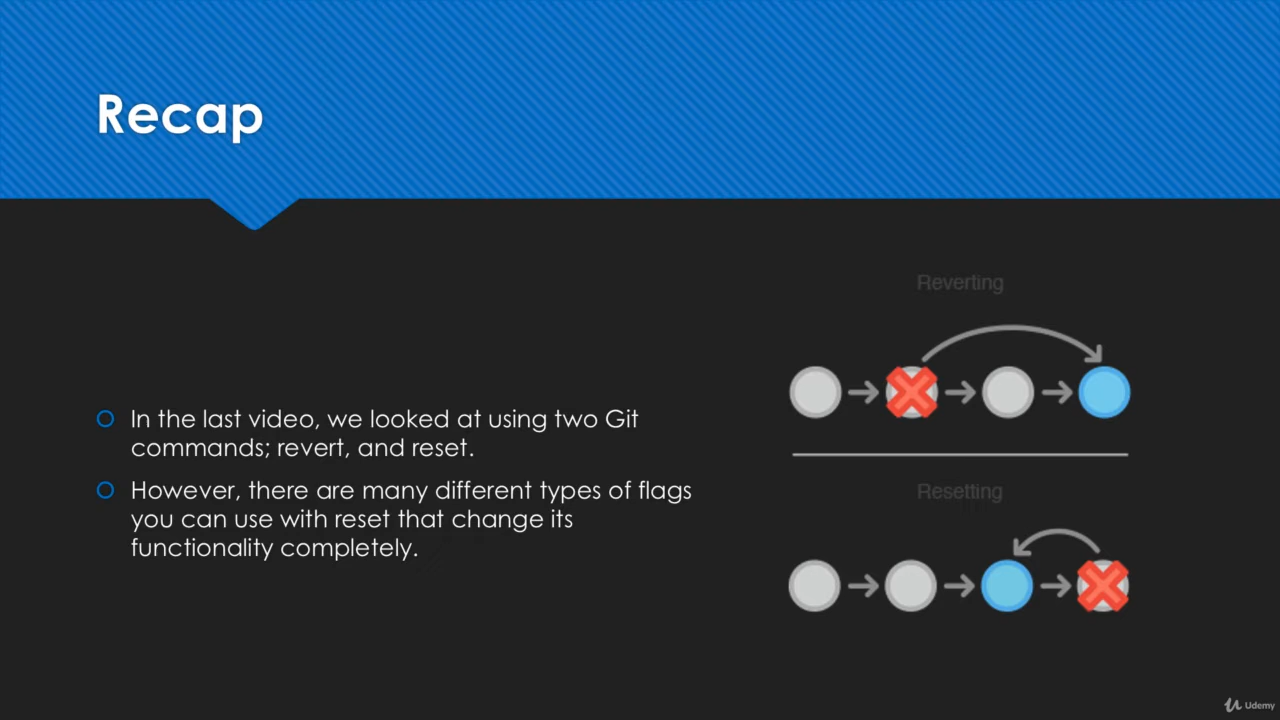 Recap
In the last video, we looked at using two Git
commands; revert, and reset.
However, there are many different types of flags
you can use with reset that change its
functionality completely.
Reverting
Resetting
Udemy